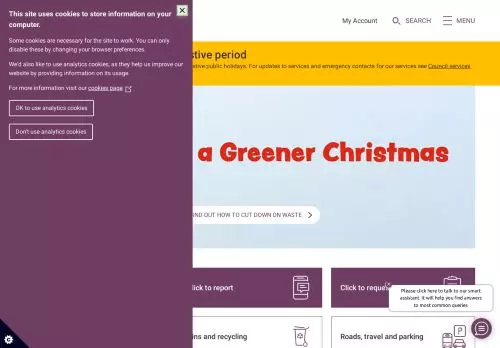 This site uses cookies to store information on your
computer.
Some cookies are necessary for the site to work. You can only
disable these by changing your browser preferences.
We'd also like to use analytics cookies, as they help us improve our
website by providing information on its usage.
For more information visit our cookies page
OK to use analytics cookies
Don't use analytics cookies
My Account
SEARCH
MENU
stive period
stive public holidays. For updates to services and emergency contacts for our services see Council services
a Greener Christmas
IND OUT HOW TO CUT DOWN ON WASTE
lick to report
Click to reque
Please click here to talk to our smart
assistant. It will help you find answers
to most common queries
ins and recycling
Roads, travel and parking